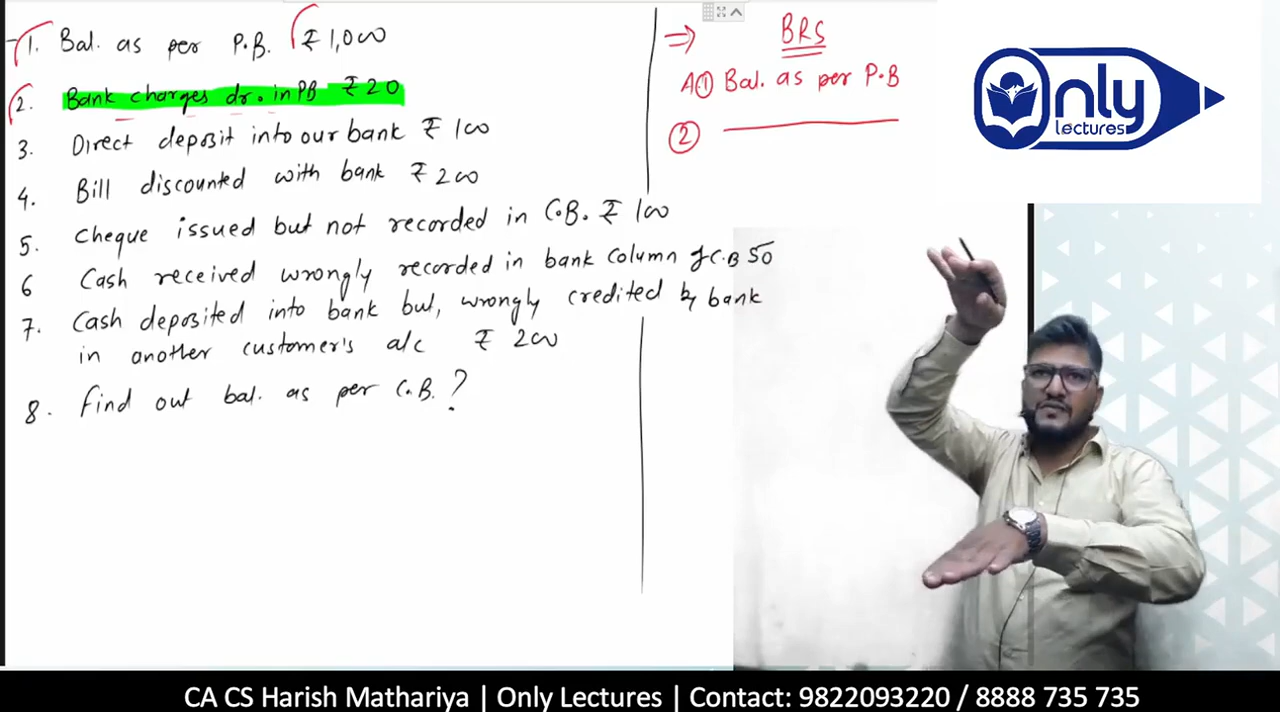 1. Bal. as per P.B. ₹ 1,000
2. Bank charges dr. in PB ₹ 20
3. Direct deposit into our bank ₹ 100
4. Bill discounted with bank ₹ 200
5. Cheque issued but not recorded in C.B. ₹ 100
6 Cash received wrongly recorded in bank column of C.B 50
7. Cash deposited into bank but, wrongly credited by bank
in another customer's a/c ₹ 200
8. Find out bal. as per C.B. ?
⇒ BRS
A① Bal. as per P.B
②
Only
lectures
CA CS Harish Mathariya | Only Lectures | Contact: 9822093220 / 8888 735 735